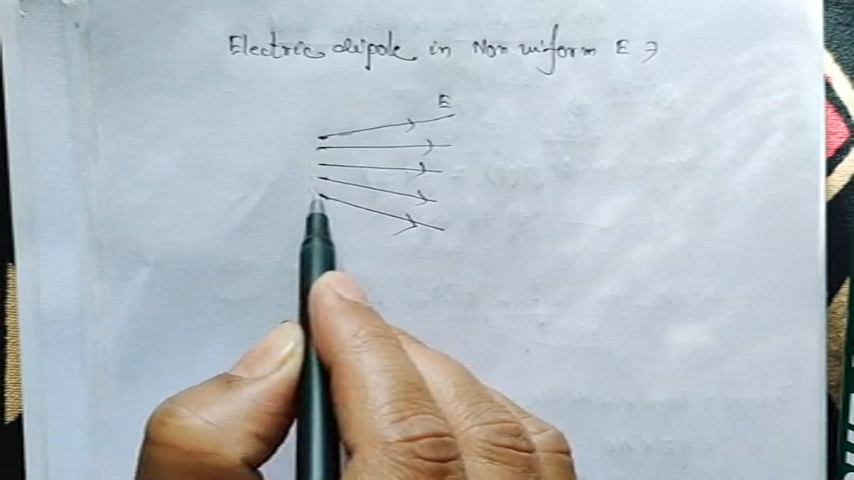 Electric dipole in Non uniform E →
E